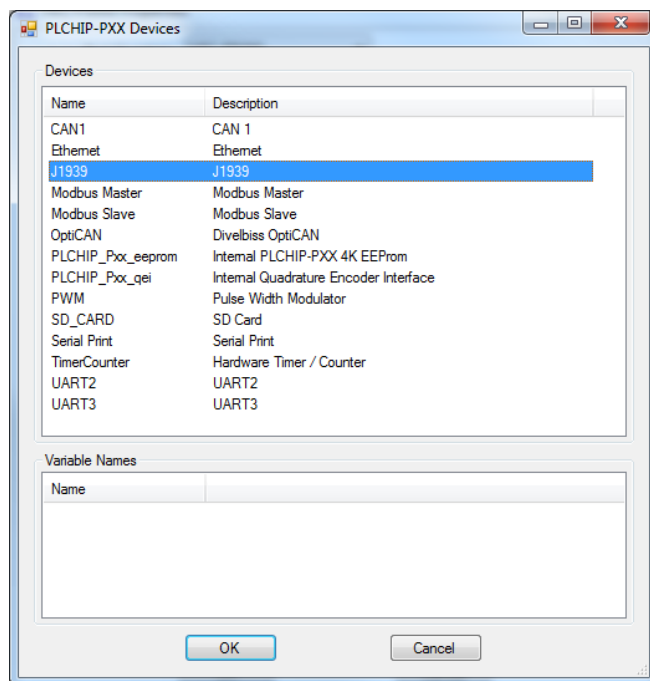 PLCHIP-PXX Devices
Devices
Name Description
CAN1 CAN 1
Ethernet Ethernet
J1939 J1939
Modbus Master Modbus Master
Modbus Slave Modbus Slave
OptiCAN Divelbiss OptiCAN
PLCHIP_Pxx_eeprom Internal PLCHIP-PXX 4K EEProm
PLCHIP_Pxx_qei Internal Quadrature Encoder Interface
PWM Pulse Width Modulator
SD_CARD SD Card
Serial Print Serial Print
TimerCounter Hardware Timer / Counter
UART2 UART2
UART3 UART3
Variable Names
Name
OK Cancel